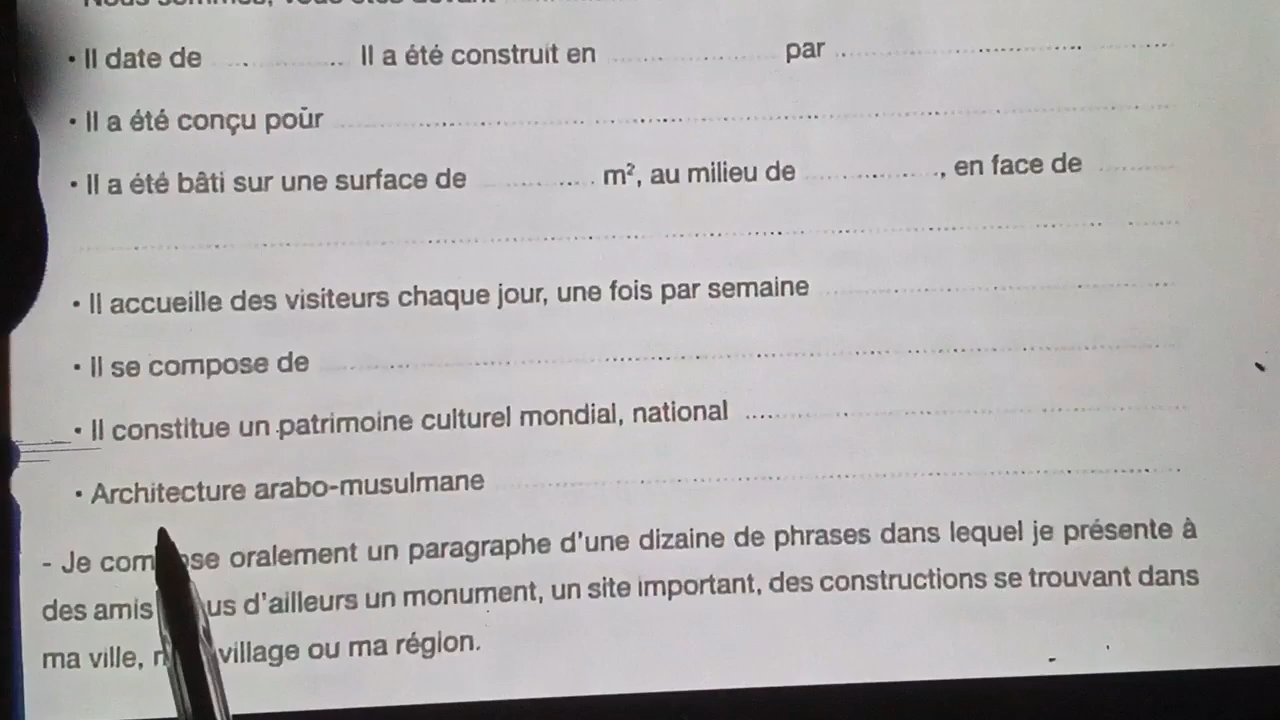 • Il date de .............. Il a été construit en .................... par ........................................
• Il a été conçu pour ........................................................................
• Il a été bâti sur une surface de .............. m², au milieu de ................., en face de ..........
........................................................................
• Il accueille des visiteurs chaque jour, une fois par semaine ........................................
• Il se compose de ........................................................................
• Il constitue un patrimoine culturel mondial, national ........................................
• Architecture arabo-musulmane ........................................................................
- Je compose oralement un paragraphe d'une dizaine de phrases dans lequel je présente à
des amis us d'ailleurs un monument, un site important, des constructions se trouvant dans
ma ville, village ou ma région.